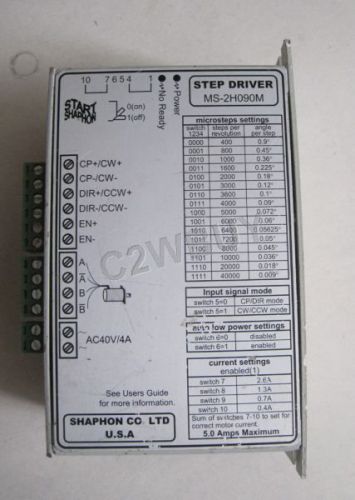 10 7 6 5 4 1
No Ready
Power
START
SHAPHON
0(on)
1(off)
CP+/CW+
CP-/CW-
DIR+/CCW+
DIR-/CCW-
EN+
EN-
A
A̅
B
B̅
AC40V/4A
See Users Guide
for more information.
SHAPHON CO. LTD
U.S.A
STEP DRIVER
MS-2H090M
microsteps settings
switch 1234 steps per revolution angle per step
0000 400 0.9°
0001 800 0.45°
0010 1000 0.36°
0011 1600 0.225°
0100 2000 0.18°
0101 3000 0.12°
0110 3600 0.1°
0111 4000 0.09°
1000 5000 0.072°
1001 6000 0.06°
1010 6400 0.05625°
1011 7200 0.05°
1100 8000 0.045°
1101 10000 0.036°
1110 20000 0.018°
1111 40000 0.009°
Input signal mode
switch 5=0 CP/DIR mode
switch 5=1 CW/CCW mode
auto low power settings
switch 6=0 disabled
switch 6=1 enabled
current settings
enabled(1)
switch 7 2.6A
switch 8 1.3A
switch 9 0.7A
switch 10 0.4A
Sum of switches 7-10 to set for
correct motor current.
5.0 Amps Maximum